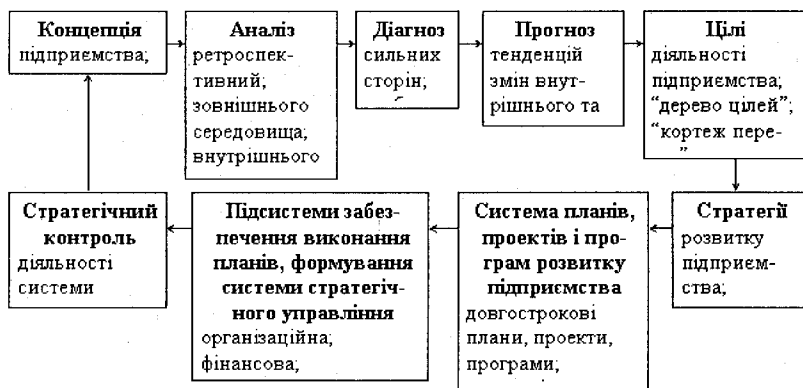 Концепція
підприємства;
Аналіз
ретроспек-
тивний;
зовнішнього
середовища;
внутрішнього
Діагноз
сильних
сторін;
Прогноз
тенденцій
змін внут-
рішнього та
Цілі
діяльності
підприємства;
“дерево цілей”;
“кортеж пере-
”
Стратегії
розвитку
підприєм-
ства;
Система планів,
проектів і про-
грам розвитку
підприємства
довгострокові
плани, проекти,
програми;
Підсистеми забез-
печення виконання
планів, формування
системи стратегіч-
ного управління
організаційна;
фінансова;
Стратегічний
контроль
діяльності
системи